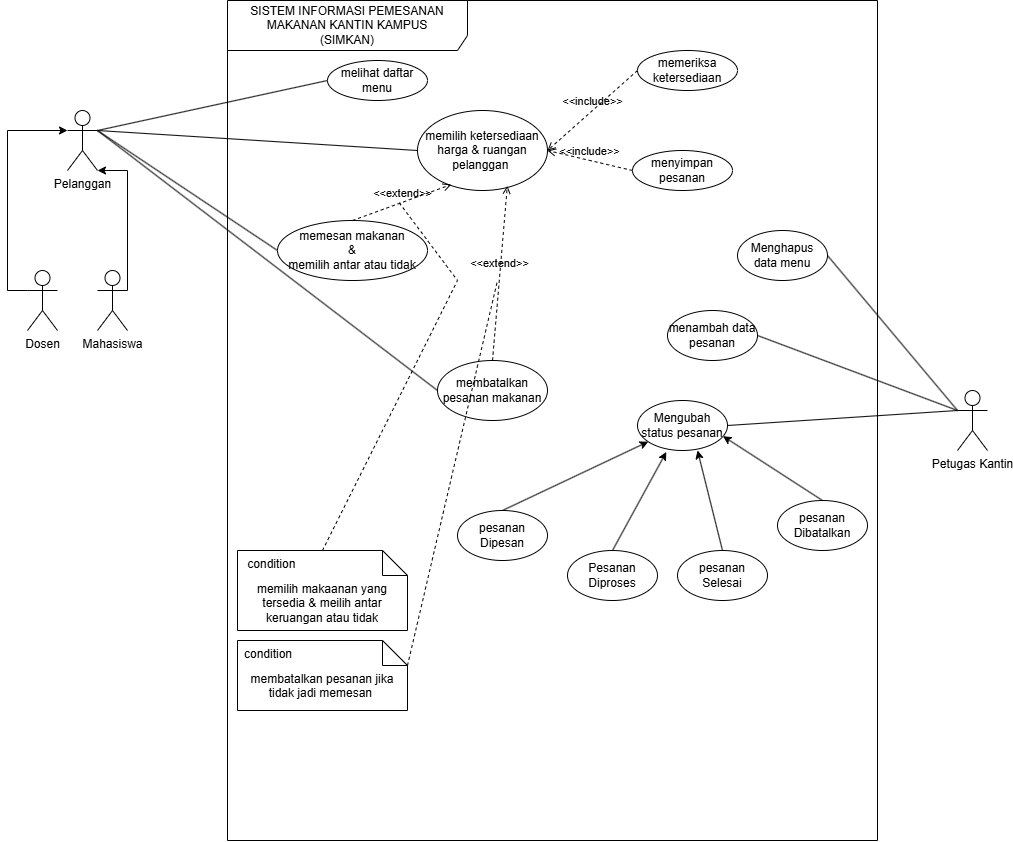 SISTEM INFORMASI PEMESANAN
MAKANAN KANTIN KAMPUS
(SIMKAN)
melihat daftar
menu
memeriksa
ketersediaan
<<include>>
memilih ketersediaan
harga & ruangan
pelanggan
<<include>>
menyimpan
pesanan
Pelanggan
<<extend>>
memesan makanan
&
memilih antar atau tidak
<<extend>>
Menghapus
data menu
Dosen
Mahasiswa
menambah data
pesanan
membatalkan
pesanan makanan
Mengubah
status pesanan
Petugas Kantin
pesanan
Dipesan
Pesanan
Diproses
pesanan
Selesai
pesanan
Dibatalkan
condition
memilih makaanan yang
tersedia & meilih antar
keruangan atau tidak
condition
membatalkan pesanan jika
tidak jadi memesan